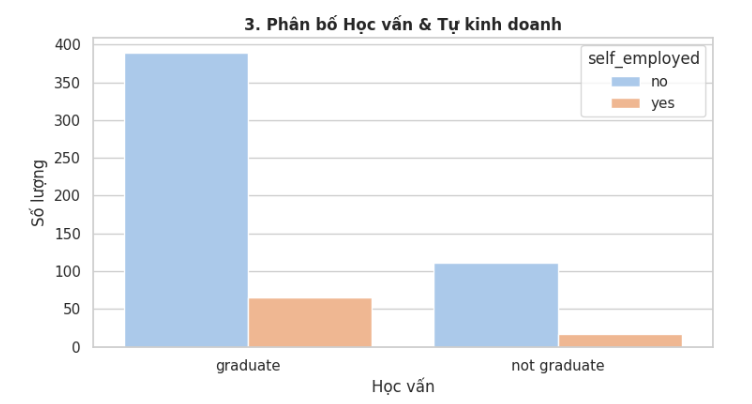 3. Phân bố Học vấn & Tự kinh doanh
self_employed
no
yes
Số lượng
400
350
300
250
200
150
100
50
0
graduate
not graduate
Học vấn